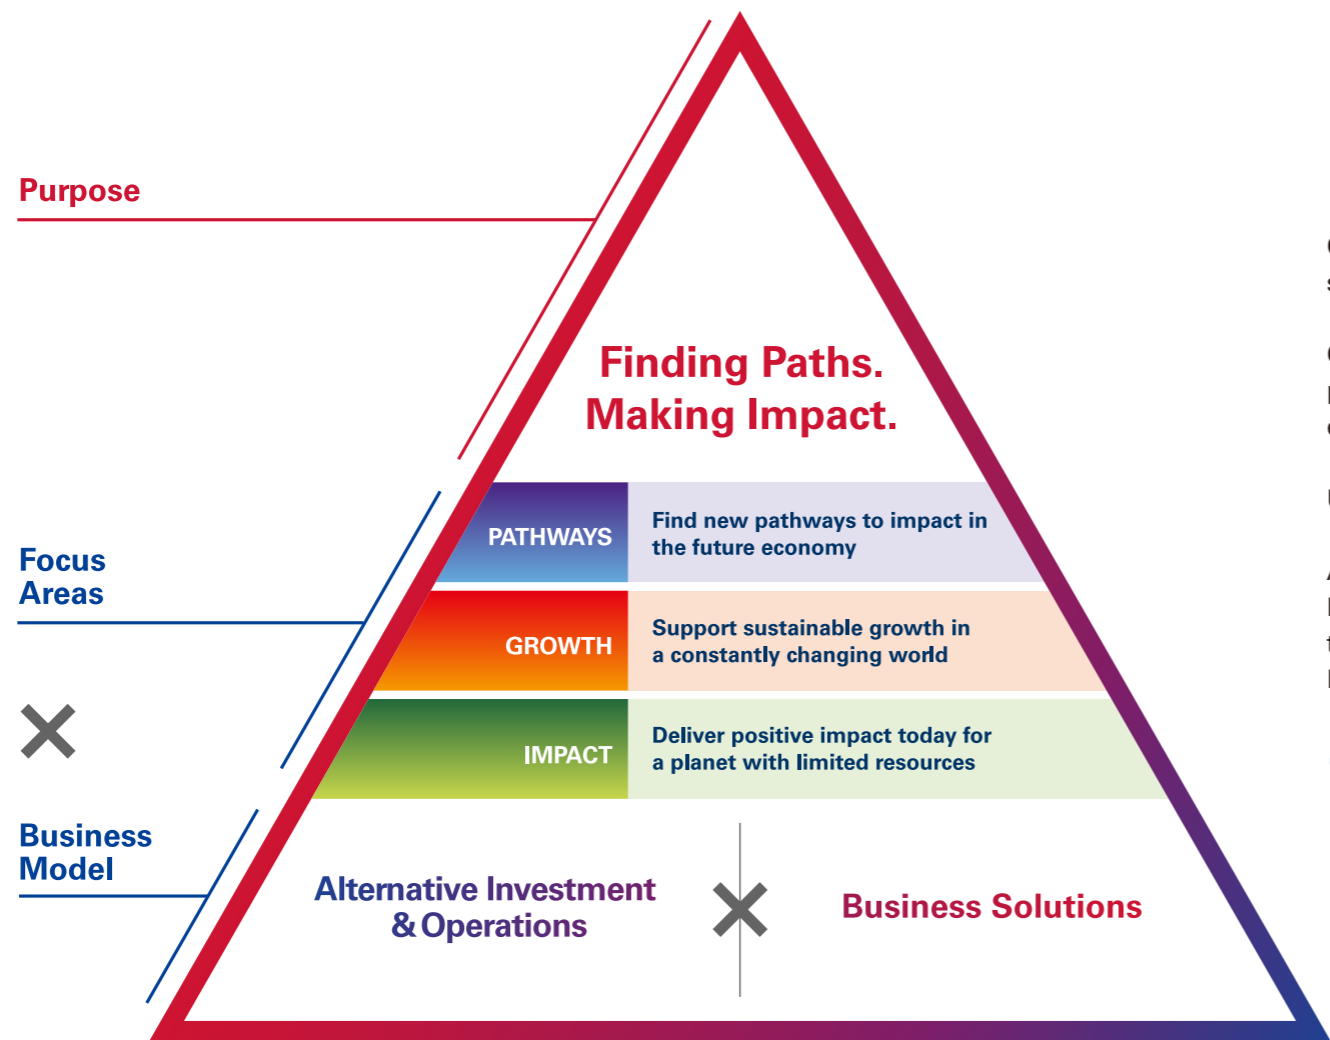 Purpose
Finding Paths.
Making Impact.
Focus
Areas
PATHWAYS
Find new pathways to impact in
the future economy
GROWTH
Support sustainable growth in
a constantly changing world
IMPACT
Deliver positive impact today for
a planet with limited resources
Business
Model
Alternative Investment
& Operations
Business Solutions